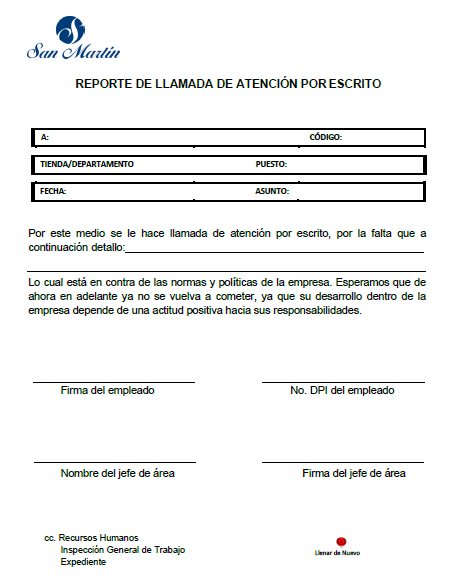 San Martín
REPORTE DE LLAMADA DE ATENCIÓN POR ESCRITO
A: CÓDIGO:
TIENDA/DEPARTAMENTO PUESTO:
FECHA: ASUNTO:
Por este medio se le hace llamada de atención por escrito, por la falta que a
continuación detallo:
Lo cual está en contra de las normas y políticas de la empresa. Esperamos que de
ahora en adelante ya no se vuelva a cometer, ya que su desarrollo dentro de la
empresa depende de una actitud positiva hacia sus responsabilidades.
Firma del empleado No. DPI del empleado
Nombre del jefe de área Firma del jefe de área
cc. Recursos Humanos
Inspección General de Trabajo
Expediente
Llenar de Nuevo